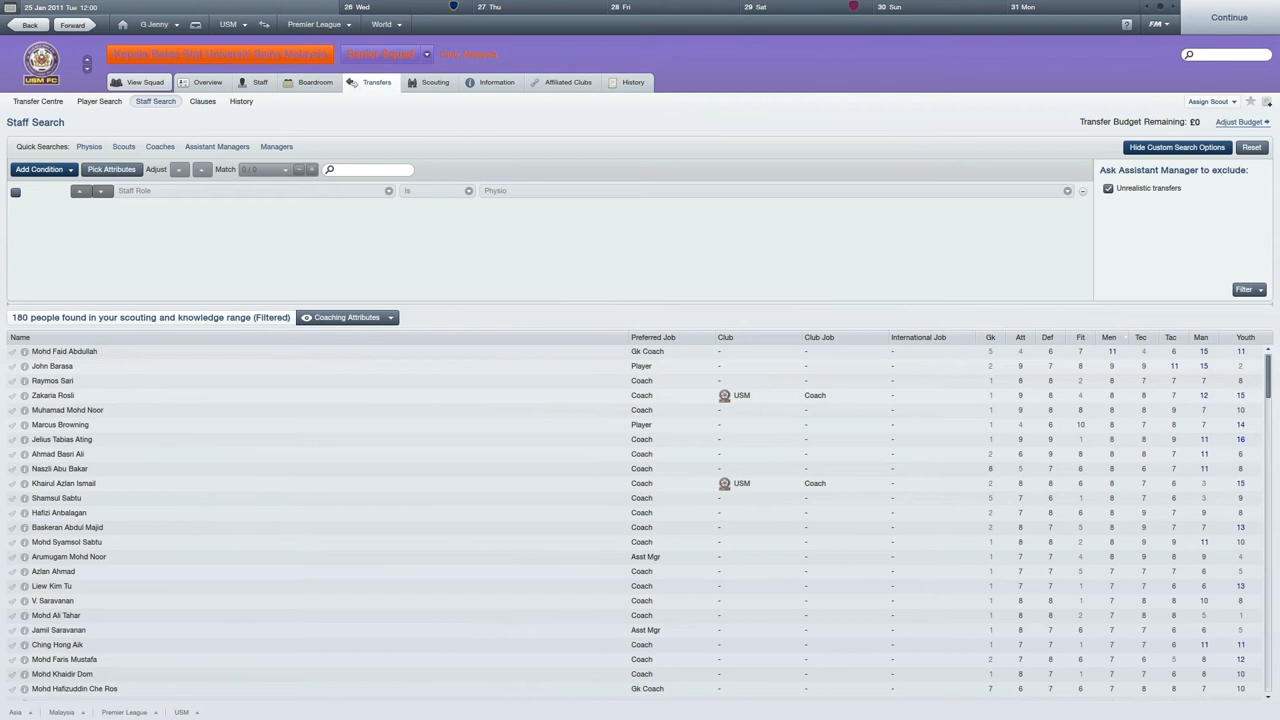 25 Jan 2011 Tue 12:00 26 Wed 27 Thu 28 Fri 29 Sat 30 Sun 31 Mon
Back Forward G Jenny USM Premier League World ? FM Continue
Kepala Batas Stat Universiti Sains Malaysia Senior Squad
USM FC
View Squad Overview Staff Boardroom Transfers Scouting Information Affiliated Clubs History
Transfer Centre Player Search Staff Search Clauses History Assign Scout
Staff Search Transfer Budget Remaining: £0 Adjust Budget
Quick Searches: Physios Scouts Coaches Assistant Managers Managers Hide Custom Search Options Reset
Add Condition Pick Attributes Adjust Match 0 / 0 Ask Assistant Manager to exclude:
Staff Role Is Physio Unrealistic transfers
Filter
180 people found in your scouting and knowledge range (Filtered) Coaching Attributes
Name Preferred Job Club Club Job International Job Gk Att Def Fit Men Tec Tac Man Youth
Mohd Faid Abdullah Gk Coach - - - 5 4 6 7 11 4 6 15 11
John Barasa Player - - - 2 9 7 8 9 9 11 15 2
Raymos Sari Coach - - - 1 8 8 2 8 7 7 7 8
Zakaria Rosli Coach USM Coach - 1 9 8 4 8 8 7 12 15
Muhamad Mohd Noor Coach - - - 1 9 8 8 8 8 9 7 10
Marcus Browning Player - - - 1 4 6 10 8 7 8 7 14
Jelius Tabias Ating Coach - - - 1 9 9 1 8 8 9 11 16
Ahmad Basri Ali Coach - - - 2 6 9 8 8 7 7 11 6
Naszli Abu Bakar Coach - - - 8 5 7 6 8 6 7 11 8
Khairul Azlan Ismail Coach USM Coach - 2 8 8 6 8 7 6 3 15
Shamsul Sabtu Coach - - - 5 7 6 1 8 7 6 3 9
Hafizi Anbalagan Coach - - - 2 7 8 6 8 9 7 9 8
Baskeran Abdul Majid Coach - - - 2 8 7 5 8 9 7 7 13
Mohd Syamsol Sabtu Coach - - - 1 8 8 2 8 9 9 11 10
Arumugam Mohd Noor Asst Mgr - - - 1 7 7 4 8 9 8 9 4
Azlan Ahmad Coach - - - 1 8 7 5 8 7 7 6 5
Liew Kim Tu Coach - - - 1 7 7 1 8 7 6 6 13
V. Saravanan Coach - - - 1 8 8 1 8 8 7 10 8
Mohd Ali Tahar Coach - - - 1 8 8 2 7 8 8 5 1
Jamil Saravanan Asst Mgr - - - 1 8 7 6 7 7 6 6 5
Ching Hong Aik Coach - - - 1 7 7 1 7 7 6 11 11
Mohd Faris Mustafa Coach - - - 2 7 8 6 7 7 6 8 12
Mohd Khaidir Dom Coach - - - 1 8 7 1 7 7 6 8 10
Mohd Hafizuddin Che Ros Gk Coach - - - 7 6 7 6 7 8 8 7 10
Asia Malaysia Premier League USM